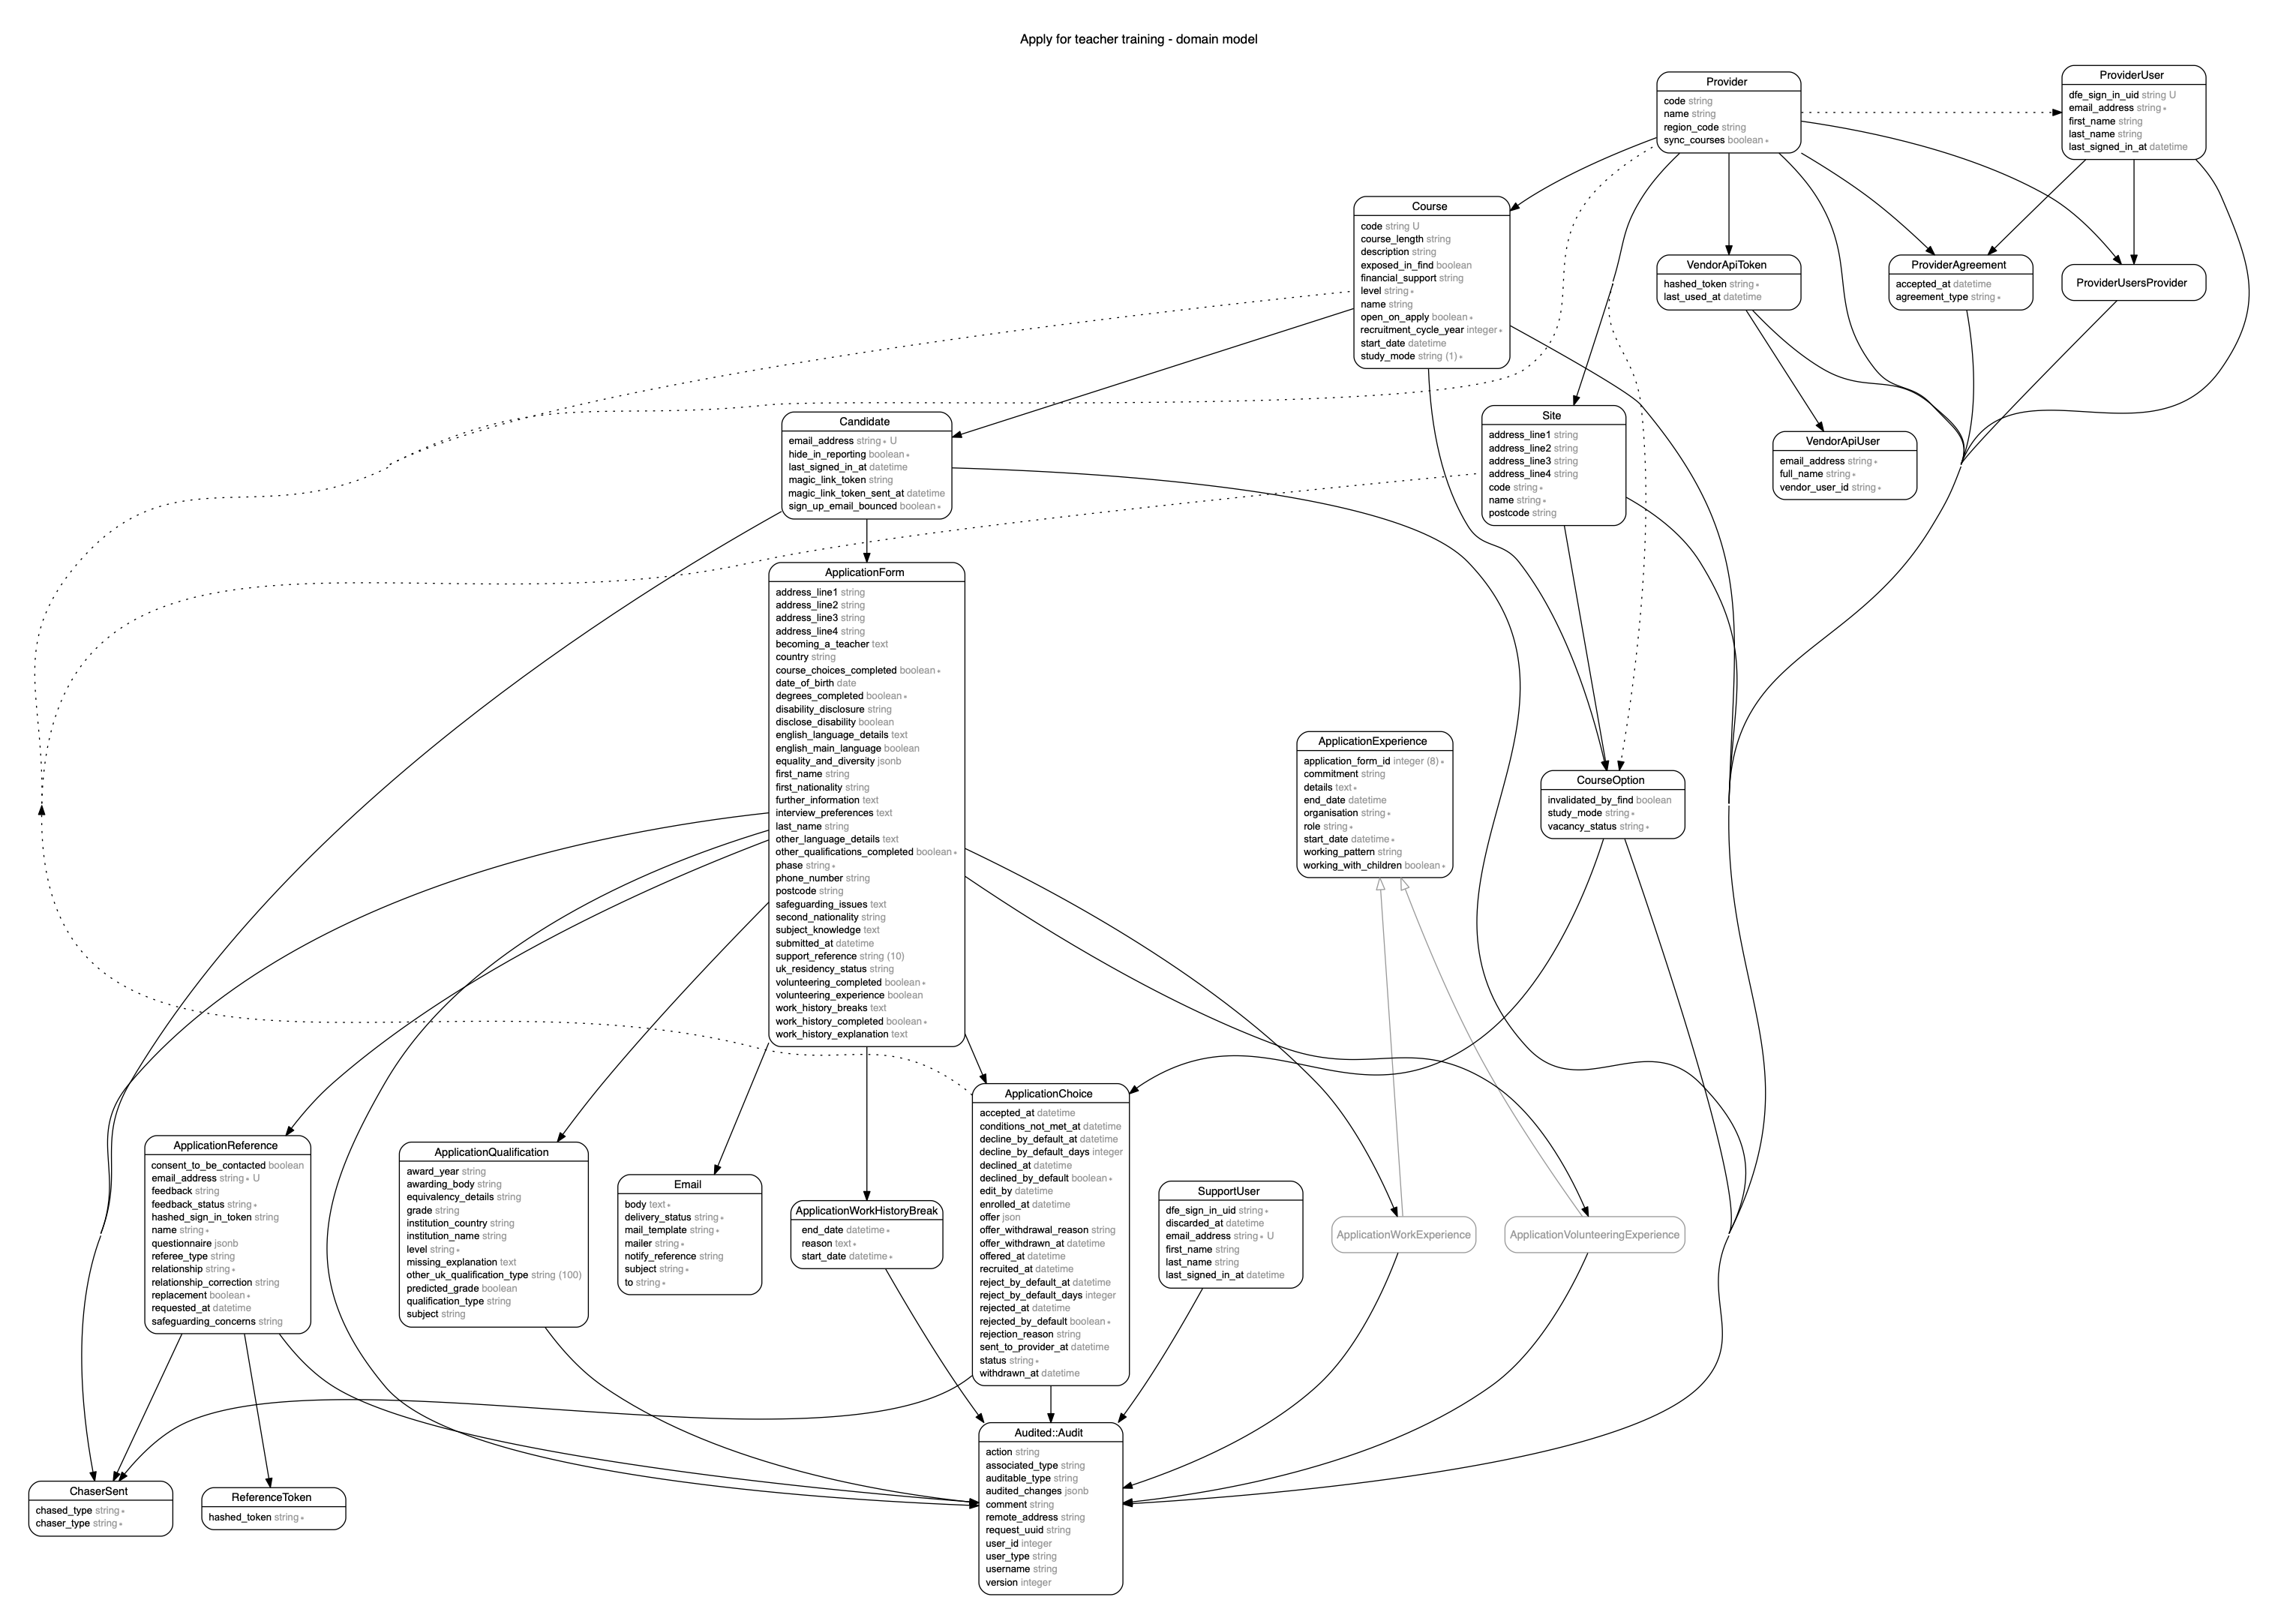 Apply for teacher training - domain model
Provider
code string
name string
region_code string
sync_courses boolean ∗
ProviderUser
dfe_sign_in_uid string U
email_address string ∗
first_name string
last_name string
last_signed_in_at datetime
Course
code string U
course_length string
description string
exposed_in_find boolean
financial_support string
level string ∗
name string
open_on_apply boolean ∗
recruitment_cycle_year integer ∗
start_date datetime
study_mode string (1) ∗
VendorApiToken
hashed_token string ∗
last_used_at datetime
ProviderAgreement
accepted_at datetime
agreement_type string ∗
ProviderUsersProvider
Candidate
email_address string ∗ U
hide_in_reporting boolean ∗
last_signed_in_at datetime
magic_link_token string
magic_link_token_sent_at datetime
sign_up_email_bounced boolean ∗
Site
address_line1 string
address_line2 string
address_line3 string
address_line4 string
code string ∗
name string ∗
postcode string
VendorApiUser
email_address string ∗
full_name string ∗
vendor_user_id string ∗
ApplicationForm
address_line1 string
address_line2 string
address_line3 string
address_line4 string
becoming_a_teacher text
country string
course_choices_completed boolean ∗
date_of_birth date
degrees_completed boolean ∗
disability_disclosure string
disclose_disability boolean
english_language_details text
english_main_language boolean
equality_and_diversity jsonb
first_name string
first_nationality string
further_information text
interview_preferences text
last_name string
other_language_details text
other_qualifications_completed boolean ∗
phase string ∗
phone_number string
postcode string
safeguarding_issues text
second_nationality string
subject_knowledge text
submitted_at datetime
support_reference string (10)
uk_residency_status string
volunteering_completed boolean ∗
volunteering_experience boolean
work_history_breaks text
work_history_completed boolean ∗
work_history_explanation text
ApplicationExperience
application_form_id integer (8) ∗
commitment string
details text ∗
end_date datetime
organisation string ∗
role string ∗
start_date datetime ∗
working_pattern string
working_with_children boolean ∗
CourseOption
invalidated_by_find boolean
study_mode string ∗
vacancy_status string ∗
ApplicationReference
consent_to_be_contacted boolean
email_address string ∗ U
feedback string
feedback_status string ∗
hashed_sign_in_token string
name string ∗
questionnaire jsonb
referee_type string
relationship string ∗
relationship_correction string
replacement boolean ∗
requested_at datetime
safeguarding_concerns string
ApplicationQualification
award_year string
awarding_body string
equivalency_details string
grade string
institution_country string
institution_name string
level string ∗
missing_explanation text
other_uk_qualification_type string (100)
predicted_grade boolean
qualification_type string
subject string
Email
body text ∗
delivery_status string ∗
mail_template string ∗
mailer string ∗
notify_reference string
subject string ∗
to string ∗
ApplicationWorkHistoryBreak
end_date datetime ∗
reason text ∗
start_date datetime ∗
ApplicationChoice
accepted_at datetime
conditions_not_met_at datetime
decline_by_default_at datetime
decline_by_default_days integer
declined_at datetime
declined_by_default boolean ∗
edit_by datetime
enrolled_at datetime
offer json
offer_withdrawal_reason string
offer_withdrawn_at datetime
offered_at datetime
recruited_at datetime
reject_by_default_at datetime
reject_by_default_days integer
rejected_at datetime
rejected_by_default boolean ∗
rejection_reason string
sent_to_provider_at datetime
status string ∗
withdrawn_at datetime
SupportUser
dfe_sign_in_uid string ∗
discarded_at datetime
email_address string ∗ U
first_name string
last_name string
last_signed_in_at datetime
ApplicationWorkExperience
ApplicationVolunteeringExperience
ChaserSent
chased_type string ∗
chaser_type string ∗
ReferenceToken
hashed_token string ∗
Audited::Audit
action string
associated_type string
auditable_type string
audited_changes jsonb
comment string
remote_address string
request_uuid string
user_id integer
user_type string
username string
version integer